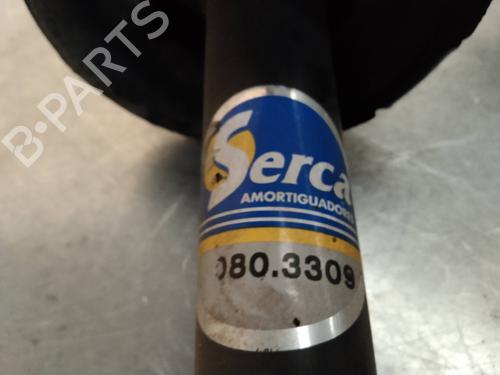 B-PARTS
Serca
AMORTIGUADORES
080.3309